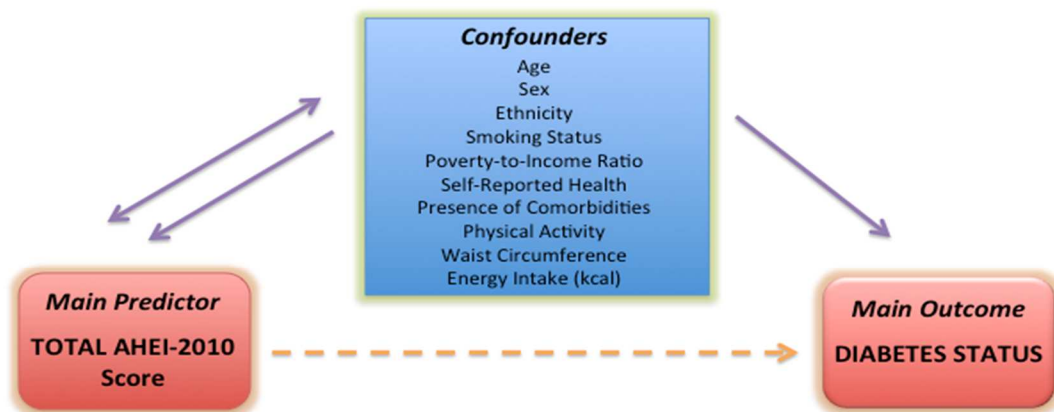 Confounders
Age
Sex
Ethnicity
Smoking Status
Poverty-to-Income Ratio
Self-Reported Health
Presence of Comorbidities
Physical Activity
Waist Circumference
Energy Intake (kcal)
Main Predictor
TOTAL AHEI-2010
Score
Main Outcome
DIABETES STATUS